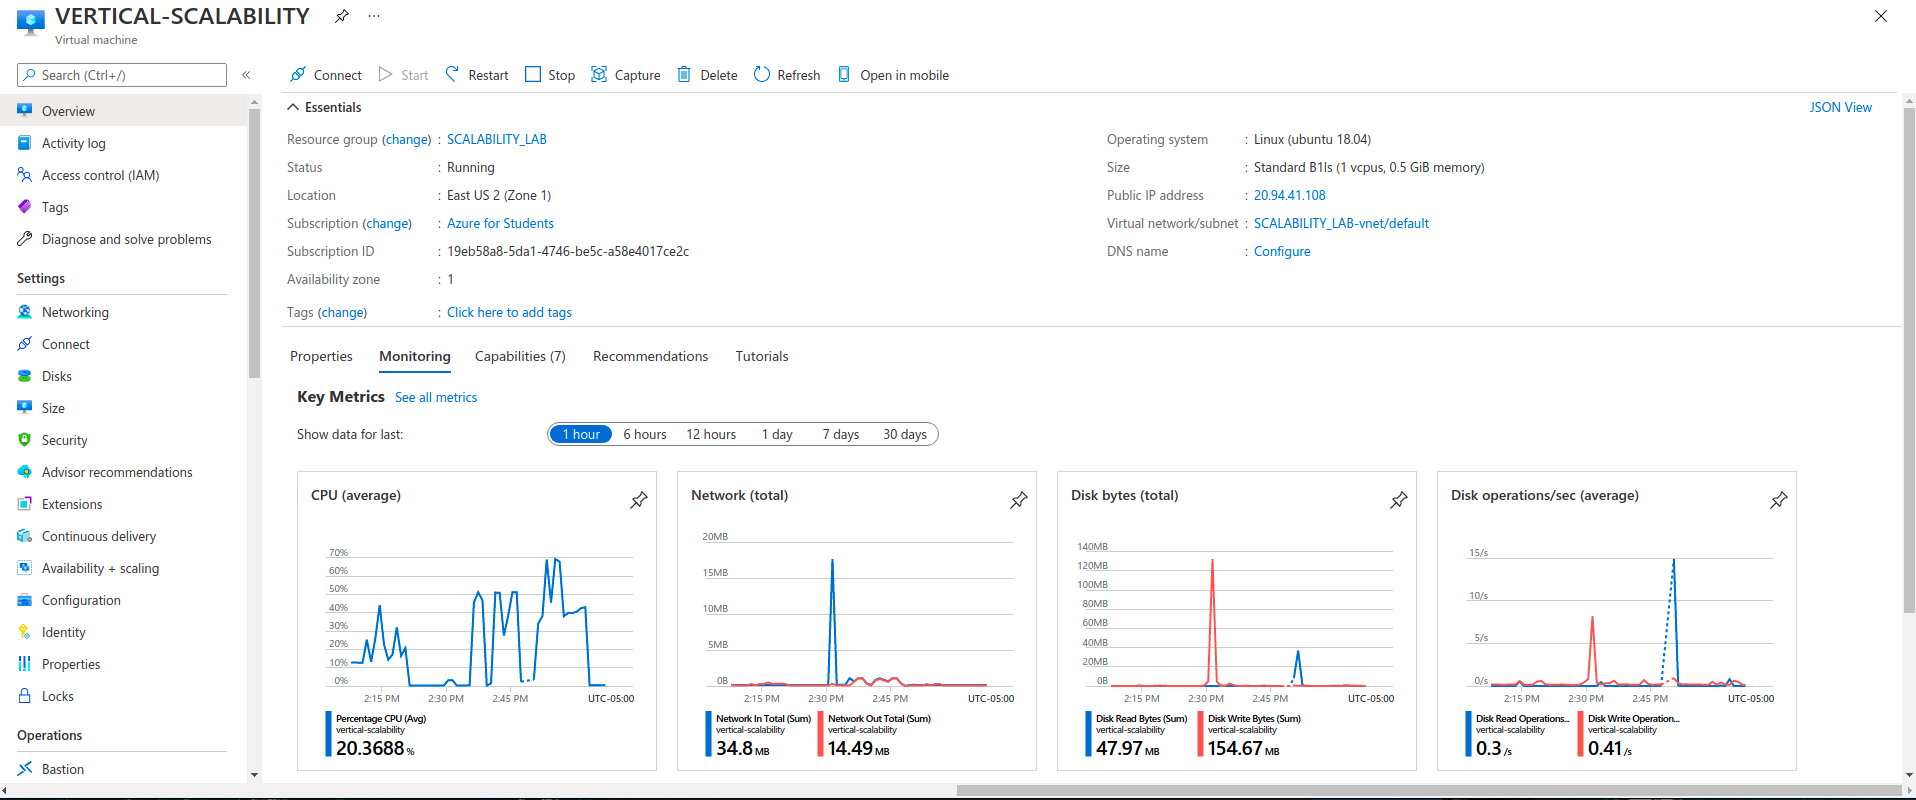 VERTICAL-SCALABILITY
Virtual machine
Search (Ctrl+/)
«
Connect Start Restart Stop Capture Delete Refresh Open in mobile
Overview
Activity log
Access control (IAM)
Tags
Diagnose and solve problems
Settings
Networking
Connect
Disks
Size
Security
Advisor recommendations
Extensions
Continuous delivery
Availability + scaling
Configuration
Identity
Properties
Locks
Operations
Bastion
Essentials
JSON View
Resource group (change) : SCALABILITY_LAB
Status : Running
Location : East US 2 (Zone 1)
Subscription (change) : Azure for Students
Subscription ID : 19eb58a8-5da1-4746-be5c-a58e4017ce2c
Availability zone : 1
Tags (change) : Click here to add tags
Operating system : Linux (ubuntu 18.04)
Size : Standard B1ls (1 vcpus, 0.5 GiB memory)
Public IP address : 20.94.41.108
Virtual network/subnet : SCALABILITY_LAB-vnet/default
DNS name : Configure
Properties Monitoring Capabilities (7) Recommendations Tutorials
Key Metrics See all metrics
Show data for last: 1 hour 6 hours 12 hours 1 day 7 days 30 days
CPU (average)
70%
60%
50%
40%
30%
20%
10%
0%
2:15 PM 2:30 PM 2:45 PM UTC-05:00
Percentage CPU (Avg)
vertical-scalability
20.3688 %
Network (total)
20MB
15MB
10MB
5MB
0B
2:15 PM 2:30 PM 2:45 PM UTC-05:00
Network In Total (Sum) Network Out Total (Sum)
vertical-scalability vertical-scalability
34.8 MB 14.49 MB
Disk bytes (total)
140MB
120MB
100MB
80MB
60MB
40MB
20MB
0B
2:15 PM 2:30 PM 2:45 PM UTC-05:00
Disk Read Bytes (Sum) Disk Write Bytes (Sum)
vertical-scalability vertical-scalability
47.97 MB 154.67 MB
Disk operations/sec (average)
15/s
10/s
5/s
0/s
2:15 PM 2:30 PM 2:45 PM UTC-05:00
Disk Read Operations... Disk Write Operation...
vertical-scalability vertical-scalability
0.3 /s 0.41 /s